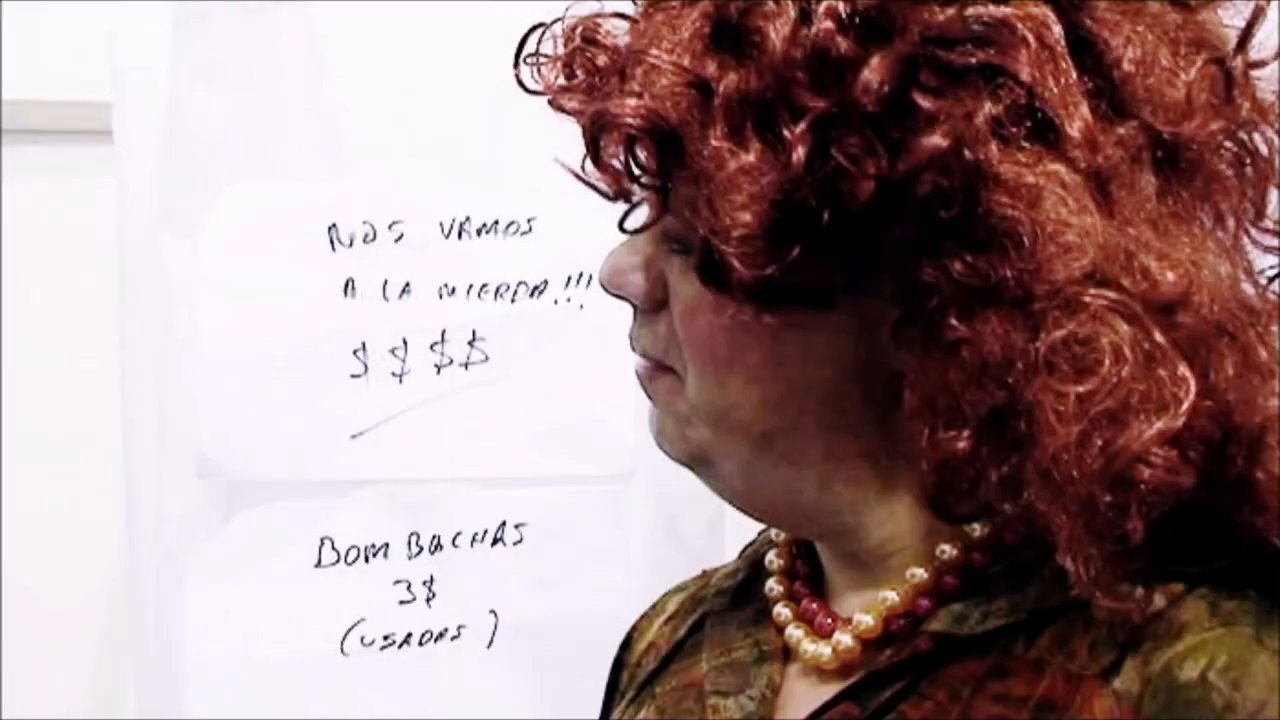 NOS VAMOS
A LA MIERDA!!!
$ $ $ $
BOMBACHAS
3$
(USADAS)